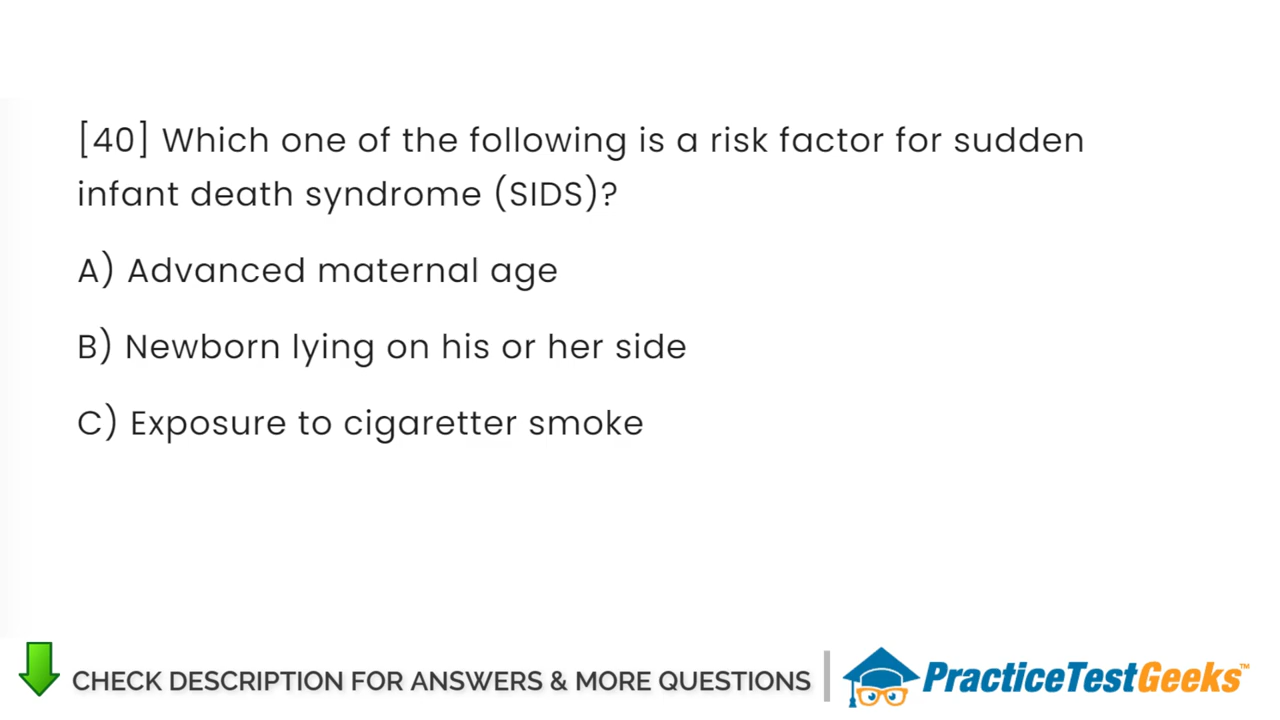 [40] Which one of the following is a risk factor for sudden
infant death syndrome (SIDS)?
A) Advanced maternal age
B) Newborn lying on his or her side
C) Exposure to cigaretter smoke
CHECK DESCRIPTION FOR ANSWERS & MORE QUESTIONS
PracticeTestGeeks™